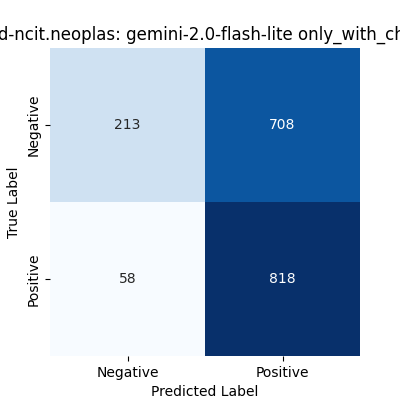 d-ncit.neoplas: gemini-2.0-flash-lite only_with_ch
True Label
Negative
213
708
Positive
58
818
Negative
Positive
Predicted Label